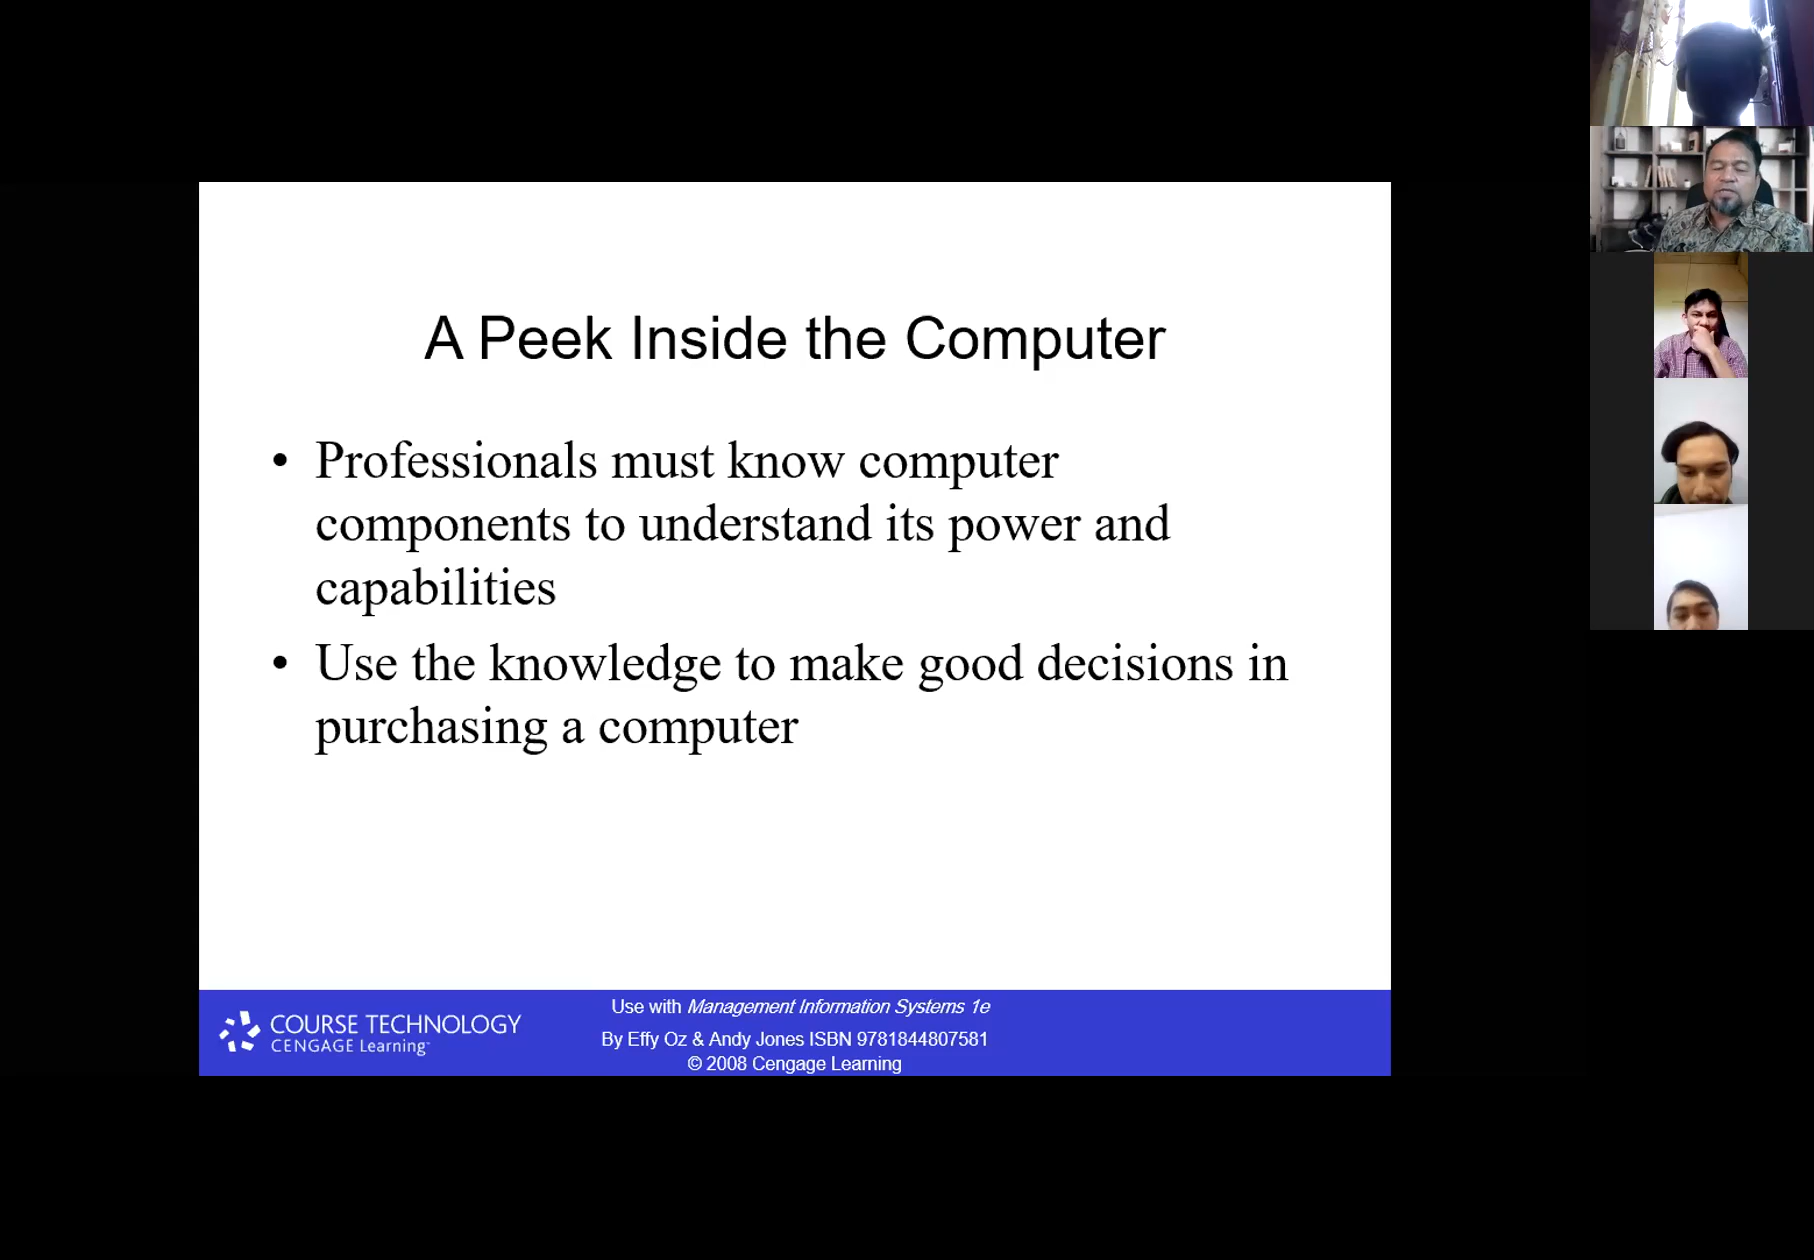 A Peek Inside the Computer
• Professionals must know computer
components to understand its power and
capabilities
• Use the knowledge to make good decisions in
purchasing a computer
COURSE TECHNOLOGY
CENGAGE Learning™
Use with Management Information Systems 1e
By Effy Oz & Andy Jones ISBN 9781844807581
© 2008 Cengage Learning